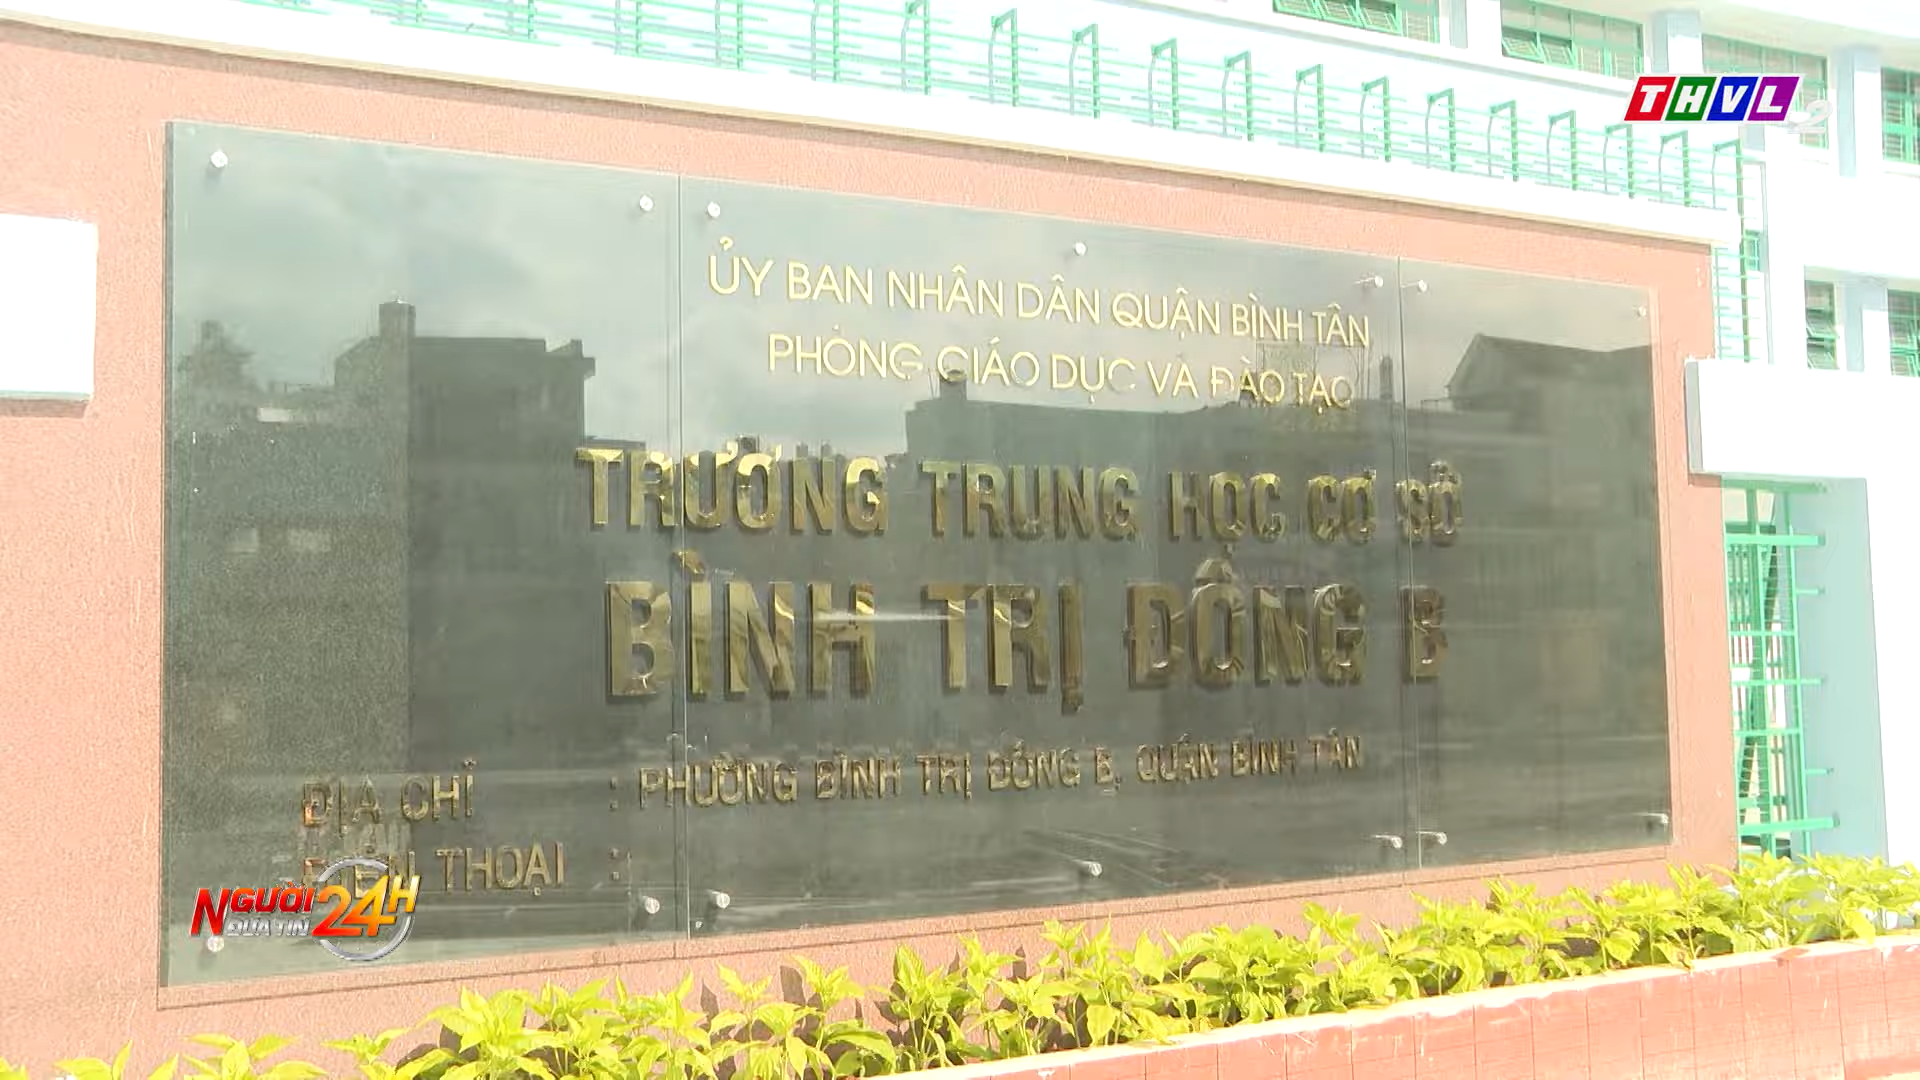 THVL2
ỦY BAN NHÂN DÂN QUẬN BÌNH TÂN
PHÒNG GIÁO DỤC VÀ ĐÀO TẠO
TRƯỜNG TRUNG HỌC CƠ SỞ
BÌNH TRỊ ĐÔNG B
ĐỊA CHỈ : PHƯỜNG BÌNH TRỊ ĐÔNG B, QUẬN BÌNH TÂN
ĐIỆN THOẠI :
NGƯỜI ĐƯA TIN 24H